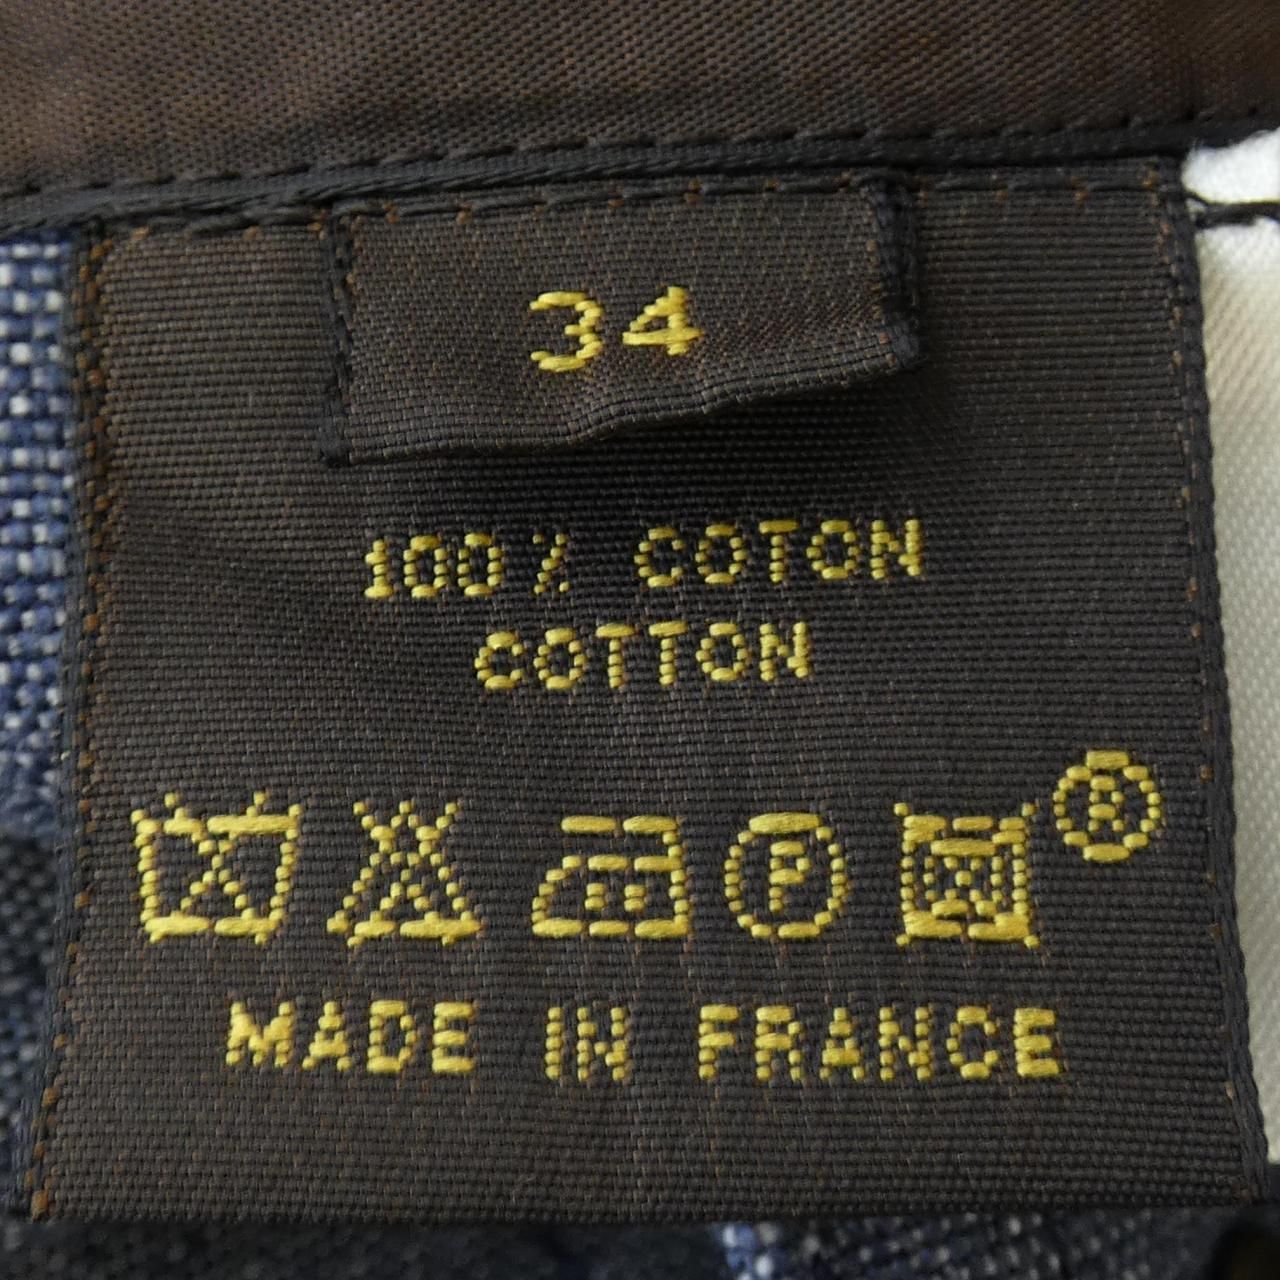 34
100% COTON
COTTON
P
®
MADE IN FRANCE